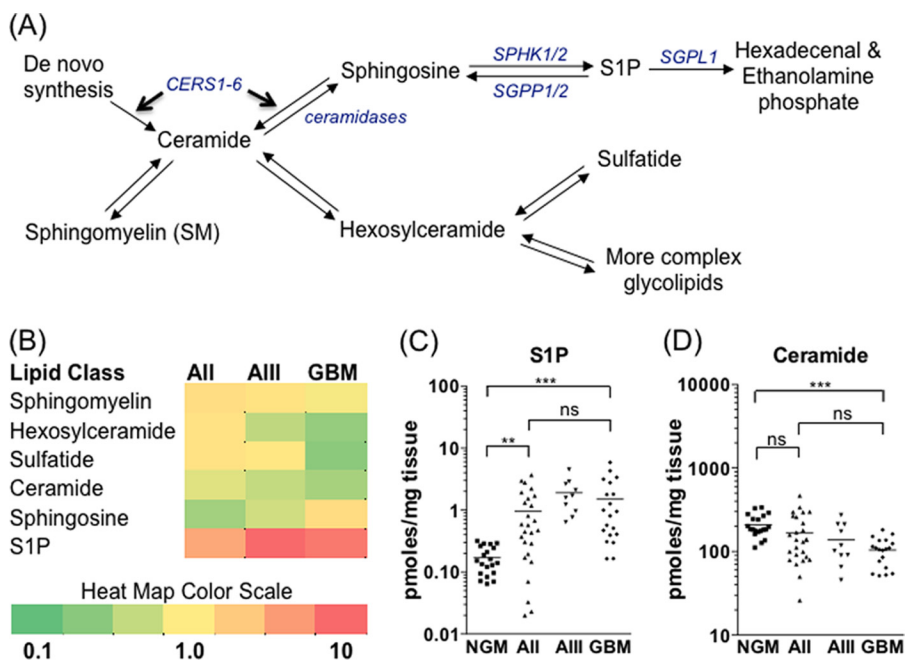 (A)
De novo
synthesis
CERS1-6
Ceramide
Sphingosine
ceramidases
SPHK1/2
SGPP1/2
S1P
SGPL1
Hexadecenal &
Ethanolamine
phosphate
Sphingomyelin (SM)
Hexosylceramide
Sulfatide
More complex
glycolipids
(B)
Lipid Class AII AIII GBM
Sphingomyelin
Hexosylceramide
Sulfatide
Ceramide
Sphingosine
S1P
Heat Map Color Scale
0.1 1.0 10
(C)
S1P
pmoles/mg tissue
100
10
1
0.10
0.01
***
ns
**
NGM AII AIII GBM
(D)
Ceramide
pmoles/mg tissue
10000
1000
100
10
***
ns
ns
NGM AII AIII GBM